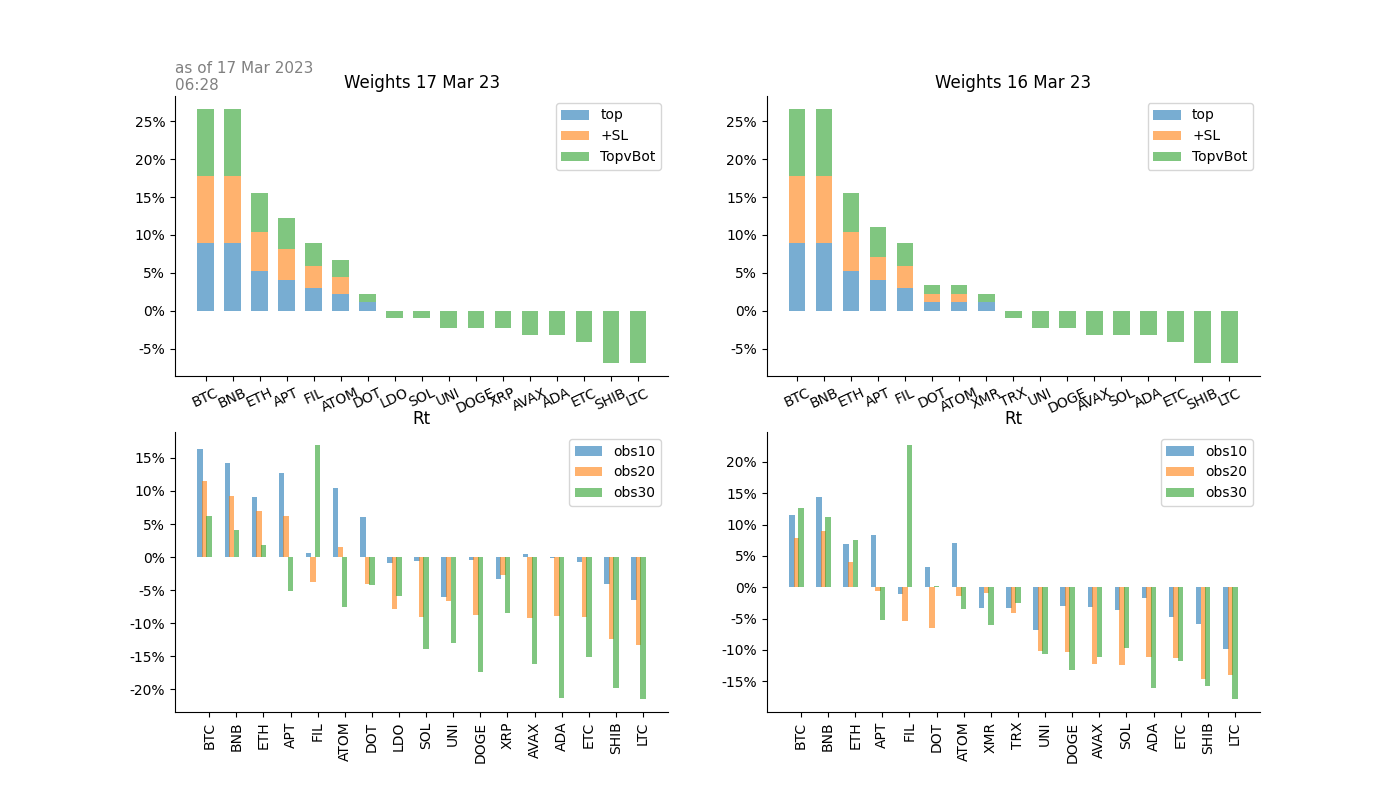 as of 17 Mar 2023
06:28
Weights 17 Mar 23
25%
20%
15%
10%
5%
0%
-5%
top
+SL
TopvBot
BTC BNB ETH APT FIL ATOM DOT LDO SOL UNI DOGE XRP AVAX ADA ETC SHIB LTC
Weights 16 Mar 23
25%
20%
15%
10%
5%
0%
-5%
top
+SL
TopvBot
BTC BNB ETH APT FIL DOT ATOM XMR TRX UNI DOGE AVAX SOL ADA ETC SHIB LTC
Rt
15%
10%
5%
0%
-5%
-10%
-15%
-20%
obs10
obs20
obs30
BTC BNB ETH APT FIL ATOM DOT LDO SOL UNI DOGE XRP AVAX ADA ETC SHIB LTC
Rt
20%
15%
10%
5%
0%
-5%
-10%
-15%
obs10
obs20
obs30
BTC BNB ETH APT FIL DOT ATOM XMR TRX UNI DOGE AVAX SOL ADA ETC SHIB LTC